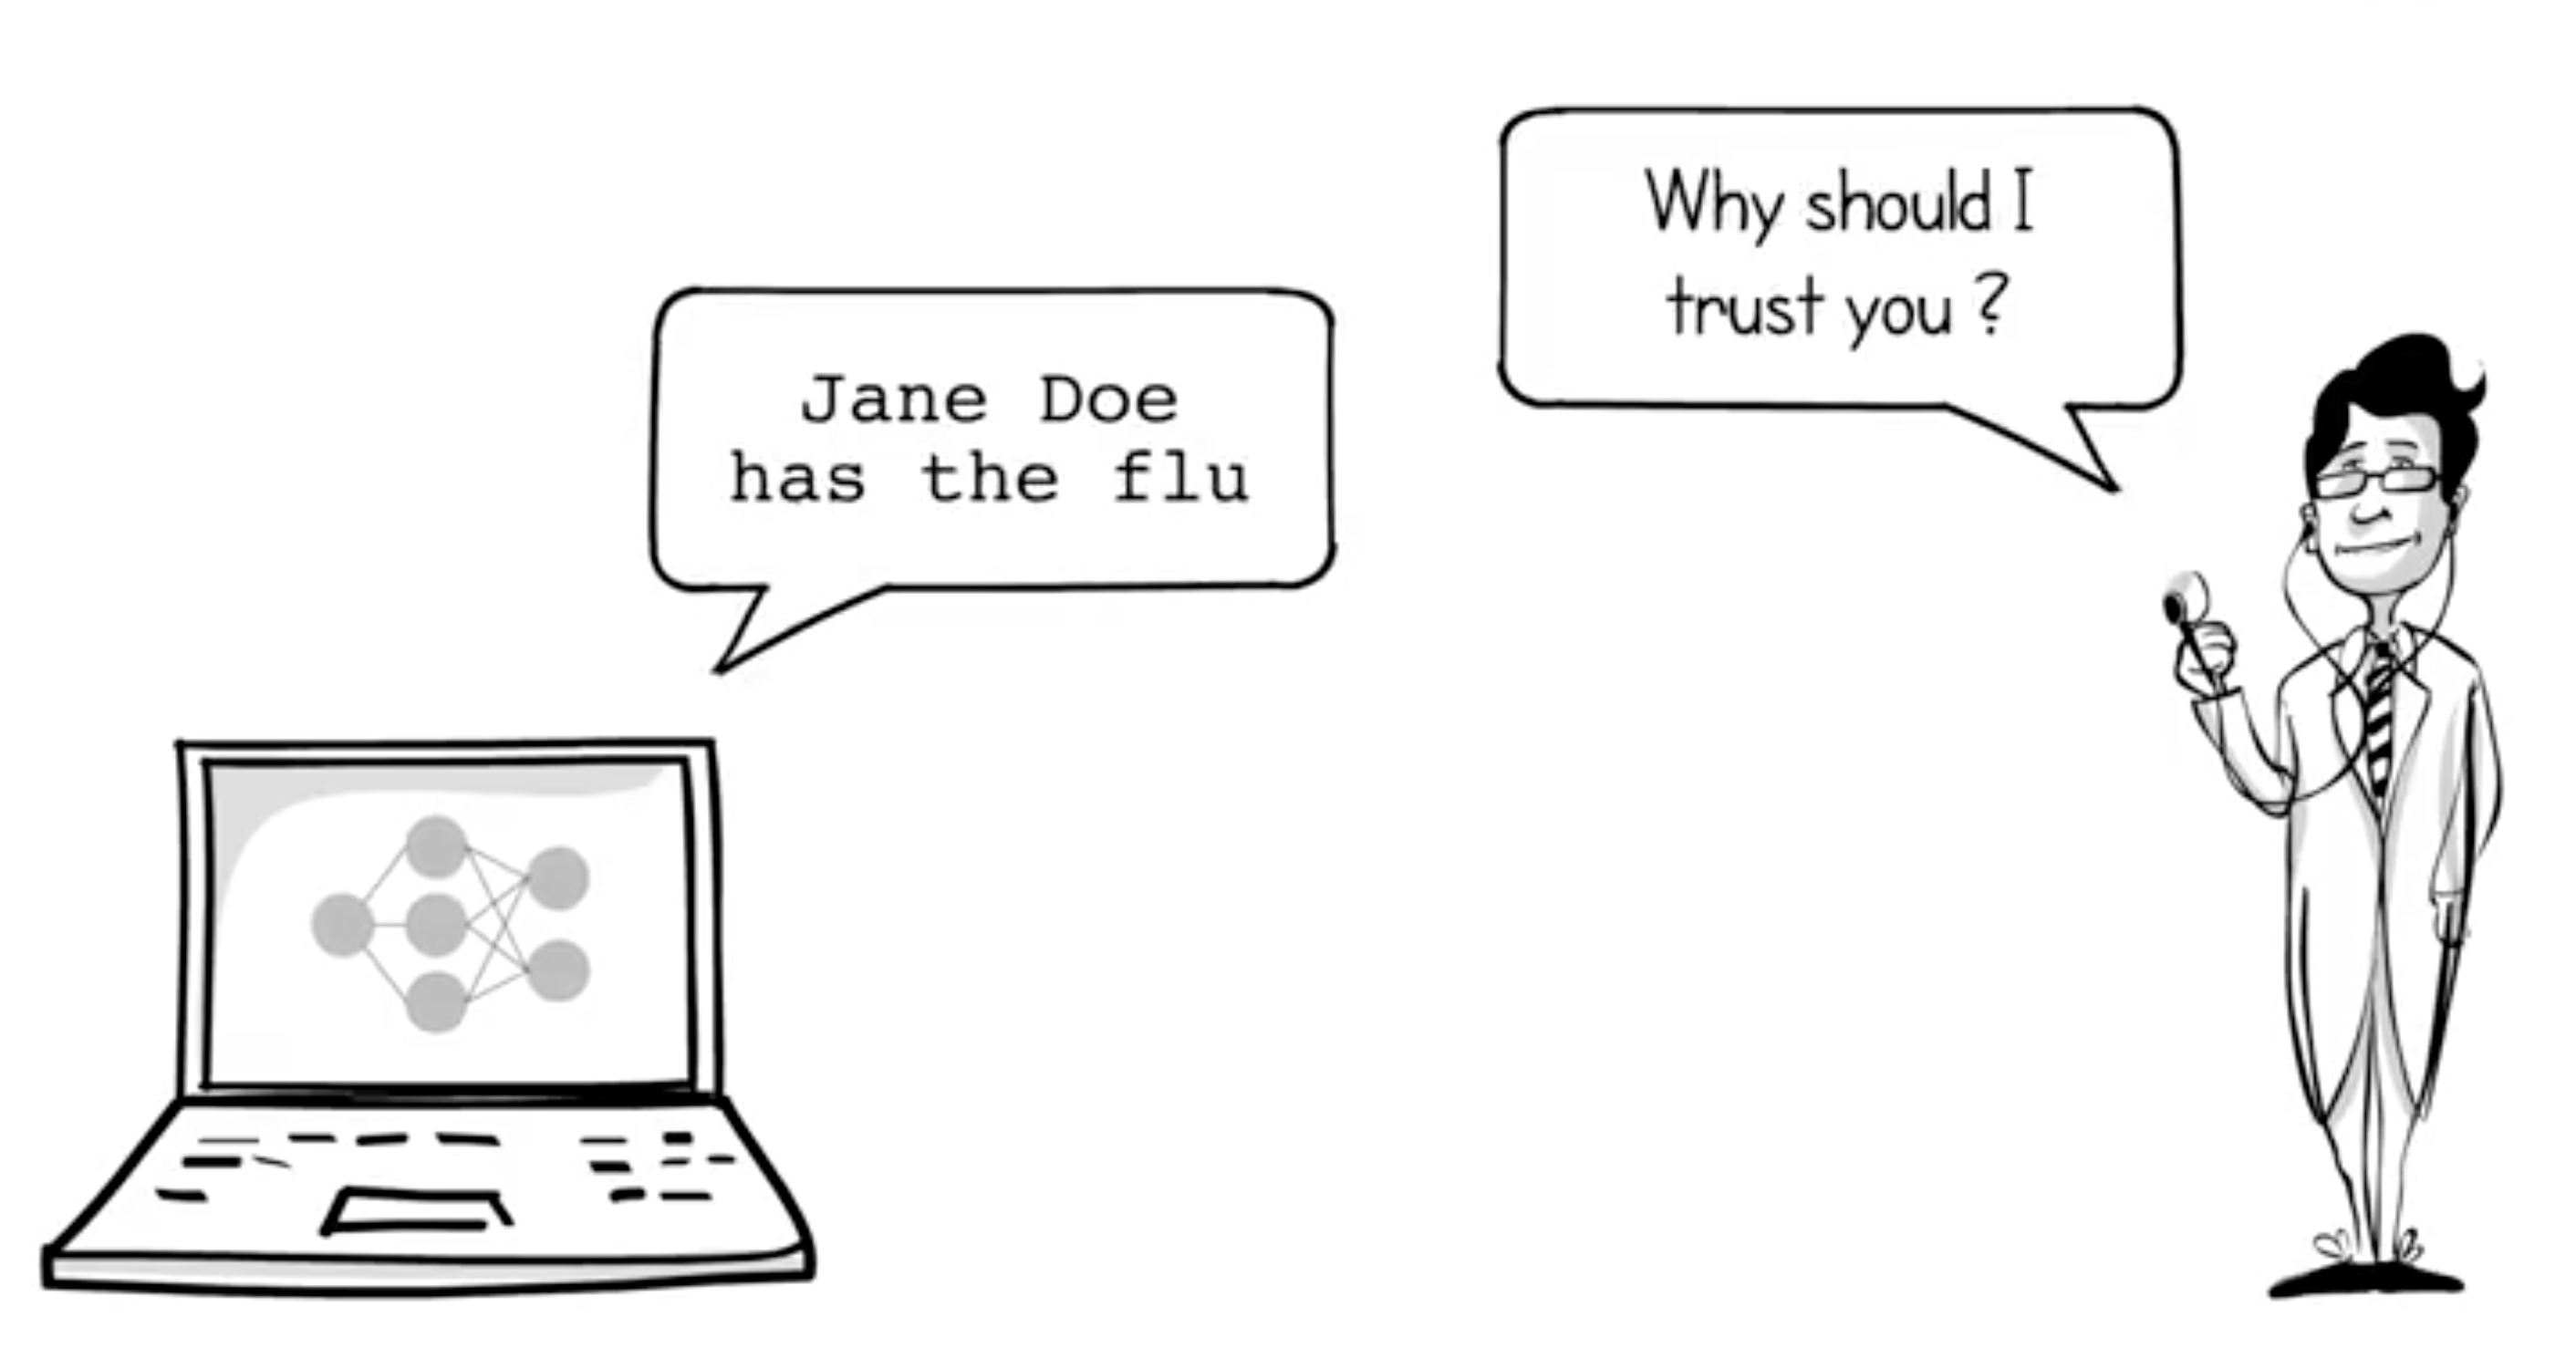 Jane Doe
has the flu
Why should I
trust you ?